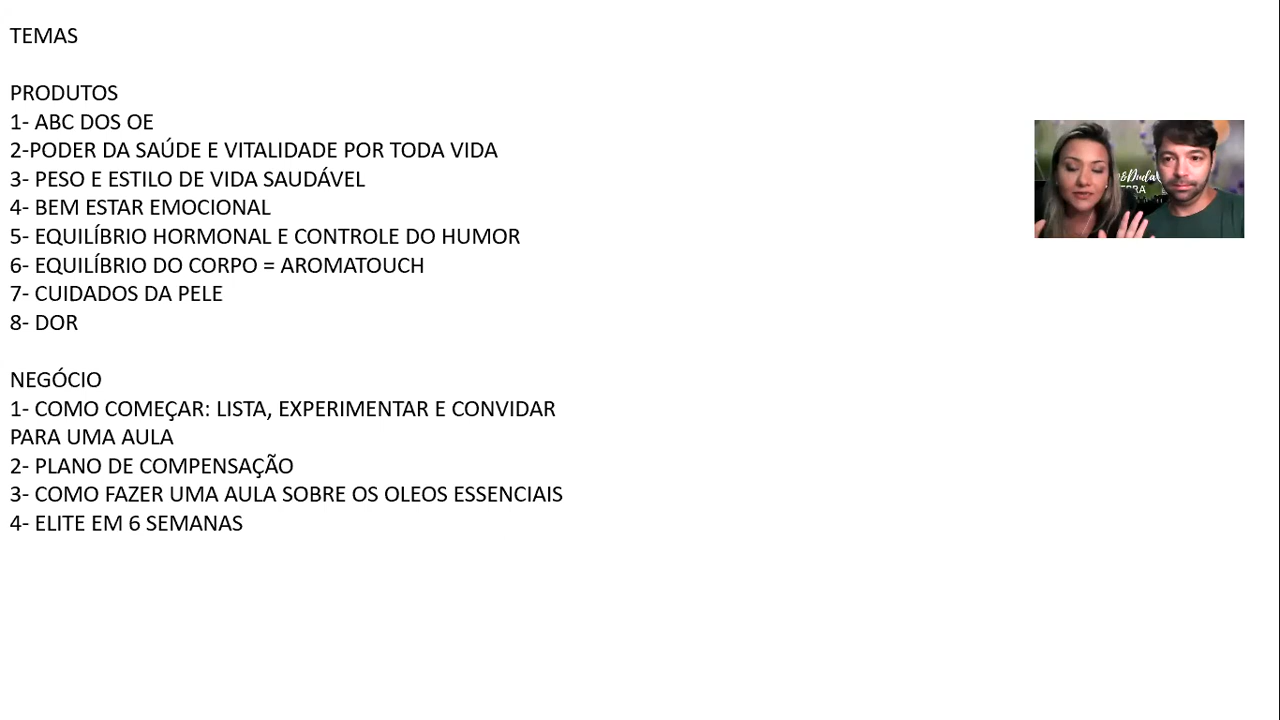 TEMAS
PRODUTOS
1- ABC DOS OE
2-PODER DA SAÚDE E VITALIDADE POR TODA VIDA
3- PESO E ESTILO DE VIDA SAUDÁVEL
4- BEM ESTAR EMOCIONAL
5- EQUILÍBRIO HORMONAL E CONTROLE DO HUMOR
6- EQUILÍBRIO DO CORPO = AROMATOUCH
7- CUIDADOS DA PELE
8- DOR
NEGÓCIO
1- COMO COMEÇAR: LISTA, EXPERIMENTAR E CONVIDAR
PARA UMA AULA
2- PLANO DE COMPENSAÇÃO
3- COMO FAZER UMA AULA SOBRE OS OLEOS ESSENCIAIS
4- ELITE EM 6 SEMANAS